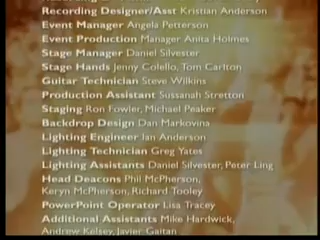 Recording Designer/Asst Kristian Anderson
Event Manager Angela Petterson
Event Production Manager Anita Holmes
Stage Manager Daniel Silvester
Stage Hands Jenny Colello, Tom Carlton
Guitar Technician Steve Wilkins
Production Assistant Sussanah Stretton
Staging Ron Fowler, Michael Peaker
Backdrop Design Dan Markovina
Lighting Engineer Ian Anderson
Lighting Technician Greg Yates
Lighting Assistants Daniel Silvester, Peter Ling
Head Deacons Phil McPherson,
Keryn McPherson, Richard Tooley
PowerPoint Operator Lisa Tracey
Additional Assistants Mike Hardwick,
Andrew Kelsey, Javier Gaitan